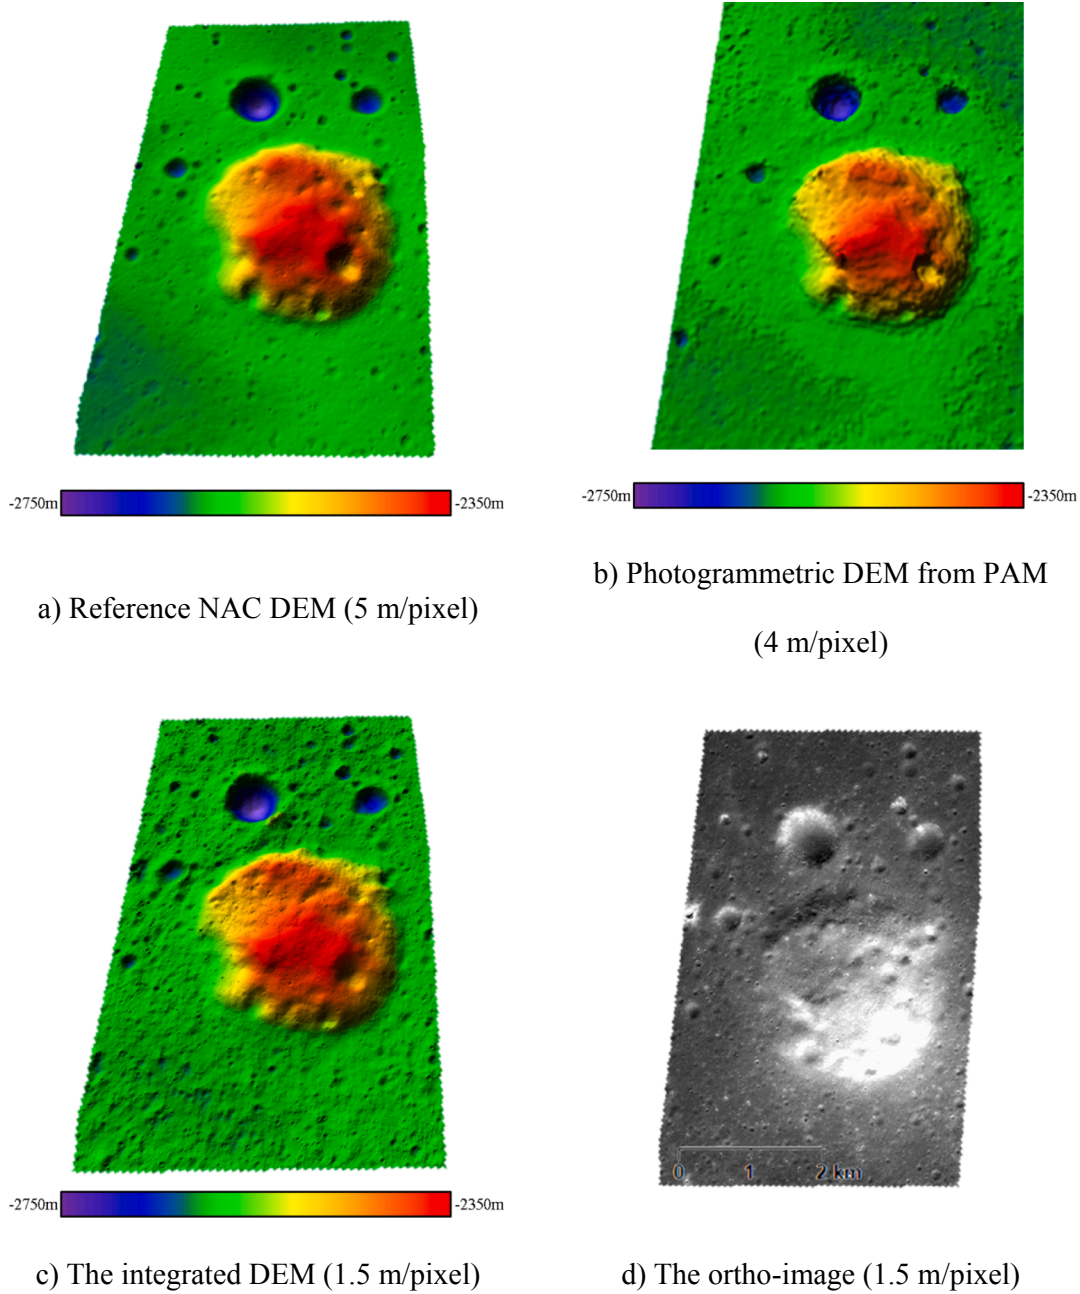 -2750m -2350m
-2750m -2350m
a) Reference NAC DEM (5 m/pixel)
b) Photogrammetric DEM from PAM
(4 m/pixel)
0 1 2 km
-2750m -2350m
c) The integrated DEM (1.5 m/pixel)
d) The ortho-image (1.5 m/pixel)